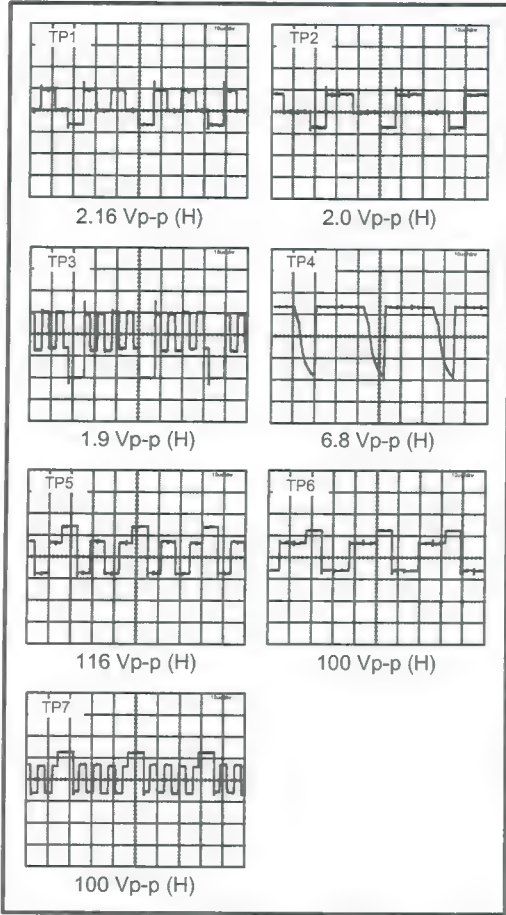 TP1 TP2
2.16 Vp-p (H) 2.0 Vp-p (H)
TP3 TP4
1.9 Vp-p (H) 6.8 Vp-p (H)
TP5 TP6
116 Vp-p (H) 100 Vp-p (H)
TP7
100 Vp-p (H)